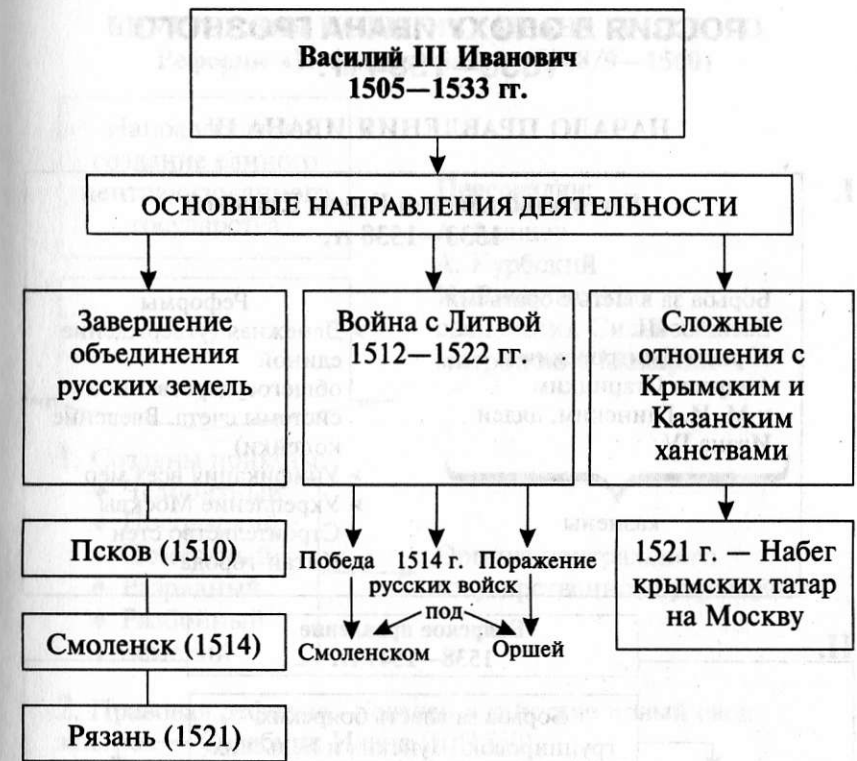 Василий III Иванович
1505—1533 гг.
ОСНОВНЫЕ НАПРАВЛЕНИЯ ДЕЯТЕЛЬНОСТИ
Завершение
объединения
русских земель
Псков (1510)
Смоленск (1514)
Рязань (1521)
Война с Литвой
1512—1522 гг.
Победа 1514 г. Поражение
русских войск
под
Смоленском Оршей
Сложные
отношения с
Крымским и
Казанским
ханствами
1521 г. — Набег
крымских татар
на Москву